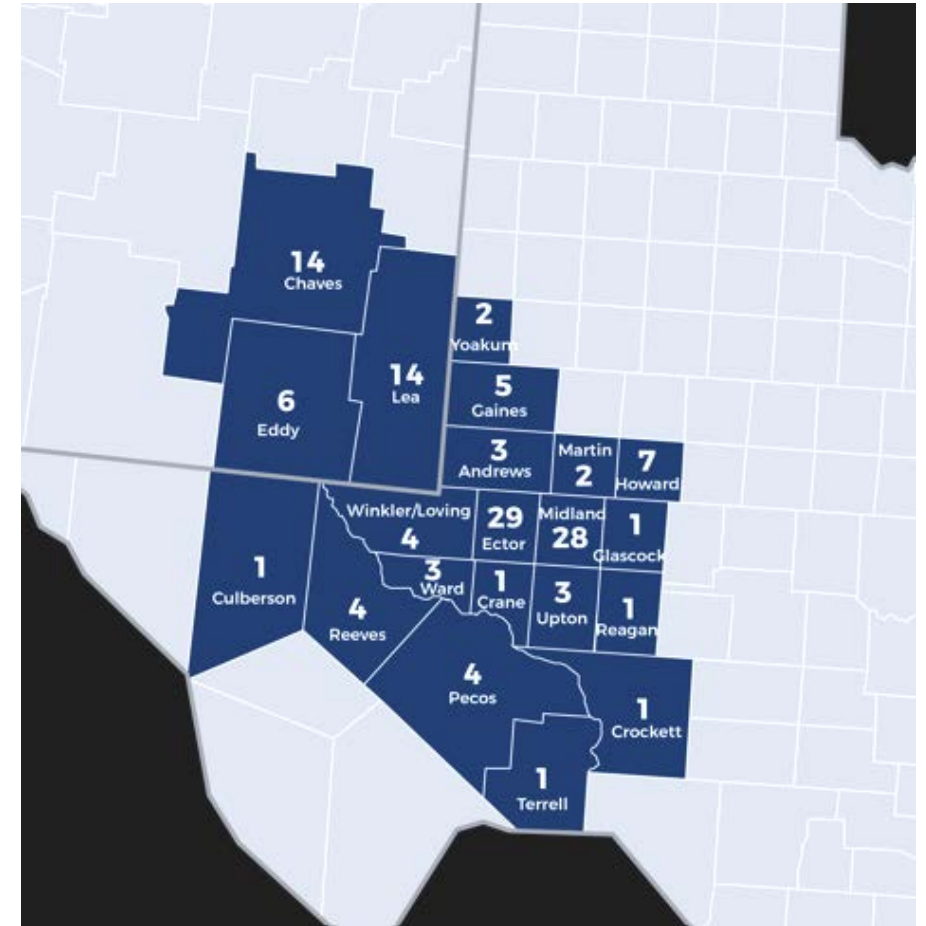 14
Chaves
2
Yoakum
14
Lea
5
Gaines
6
Eddy
3
Andrews
Martin
2
7
Howard
Winkler/Loving
4
29
Ector
Midland
28
1
Glascock
1
Culberson
3
Ward
1
Crane
3
Upton
1
Reagan
4
Reeves
4
Pecos
1
Crockett
1
Terrell